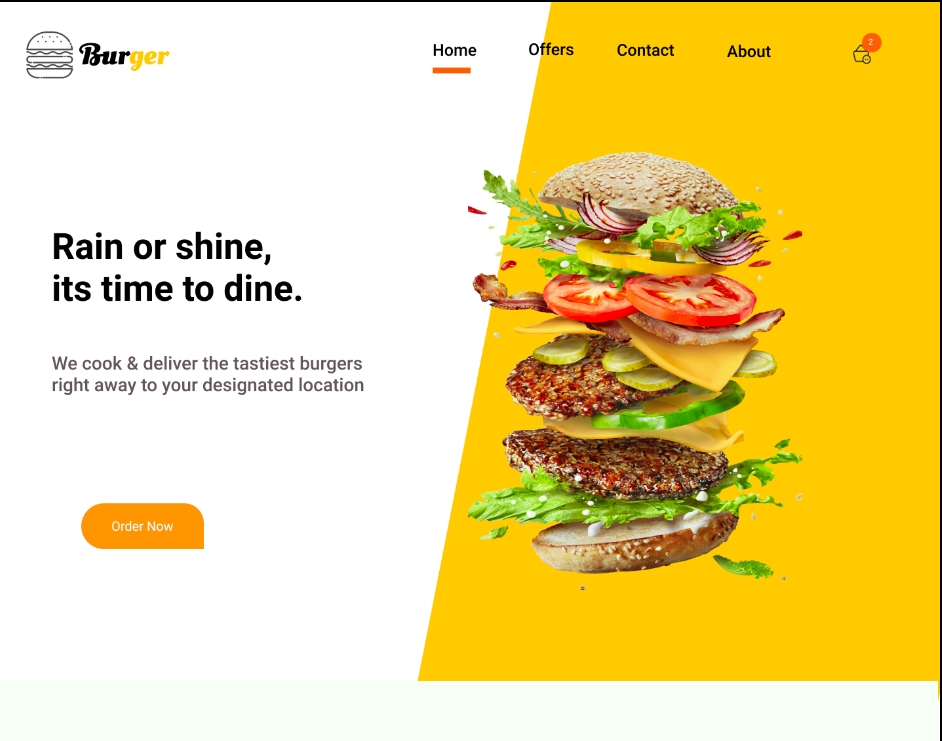 Burger
Home
Offers
Contact
About
2
Rain or shine,
its time to dine.
We cook & deliver the tastiest burgers
right away to your designated location
Order Now